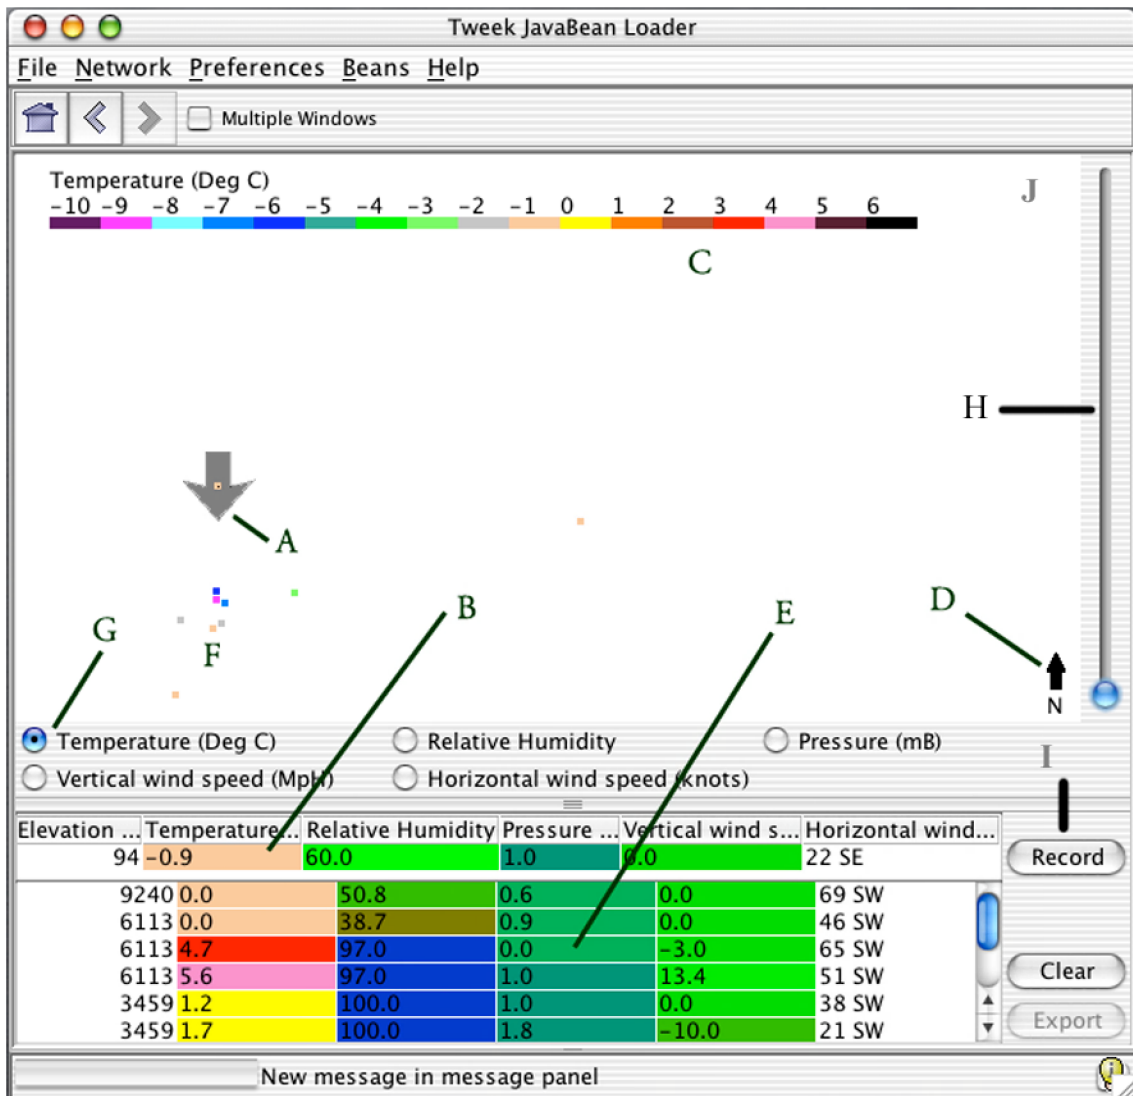 Tweek JavaBean Loader
File Network Preferences Beans Help
Multiple Windows
Temperature (Deg C)
J
-10 -9 -8 -7 -6 -5 -4 -3 -2 -1 0 1 2 3 4 5 6
C
H
A
B
E
D
G
F
N
Temperature (Deg C) Relative Humidity Pressure (mB)
I
Vertical wind speed (MpH) Horizontal wind speed (knots)
Elevation ... Temperature... Relative Humidity Pressure ... Vertical wind s... Horizontal wind...
94 -0.9 60.0 1.0 0.0 22 SE
Record
9240 0.0 50.8 0.6 0.0 69 SW
6113 0.0 38.7 0.9 0.0 46 SW
6113 4.7 97.0 0.0 -3.0 65 SW
6113 5.6 97.0 1.0 13.4 51 SW
Clear
3459 1.2 100.0 1.0 0.0 38 SW
3459 1.7 100.0 1.8 -10.0 21 SW
Export
New message in message panel